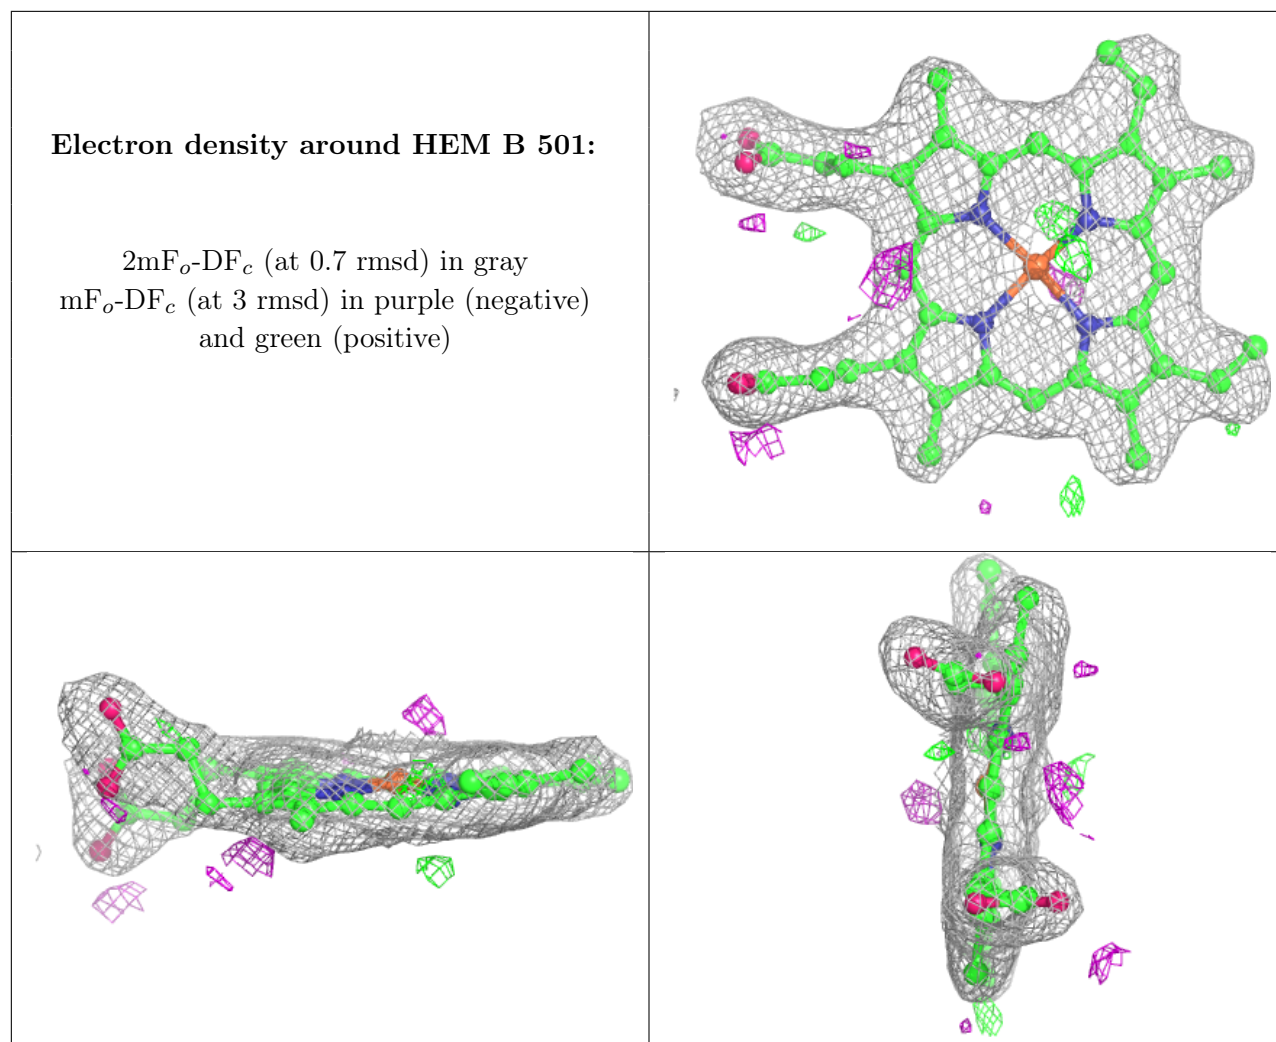 Electron density around HEM B 501:
2mFo-DFc (at 0.7 rmsd) in gray
mFo-DFc (at 3 rmsd) in purple (negative)
and green (positive)